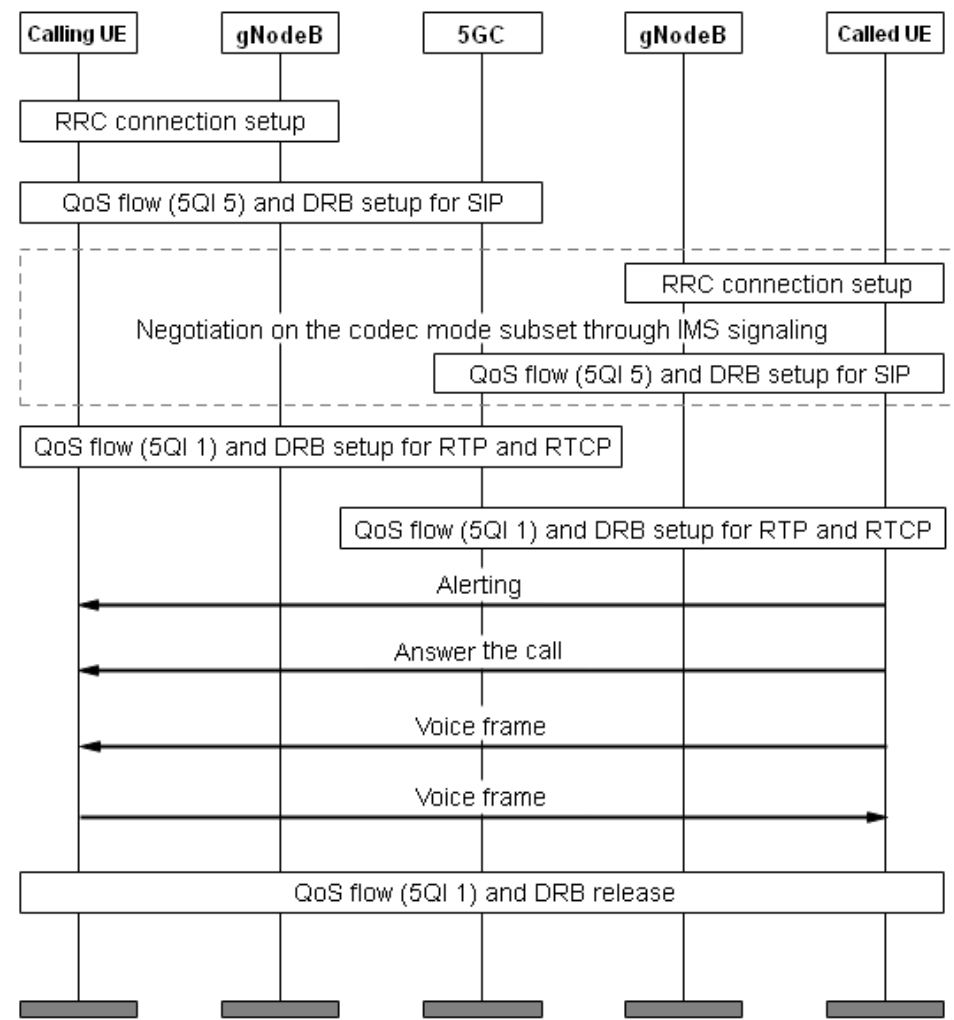 Calling UE
gNodeB
5GC
gNodeB
Called UE
RRC connection setup
QoS flow (5QI 5) and DRB setup for SIP
RRC connection setup
Negotiation on the codec mode subset through IMS signaling
QoS flow (5QI 5) and DRB setup for SIP
QoS flow (5QI 1) and DRB setup for RTP and RTCP
QoS flow (5QI 1) and DRB setup for RTP and RTCP
Alerting
Answer the call
Voice frame
Voice frame
QoS flow (5QI 1) and DRB release